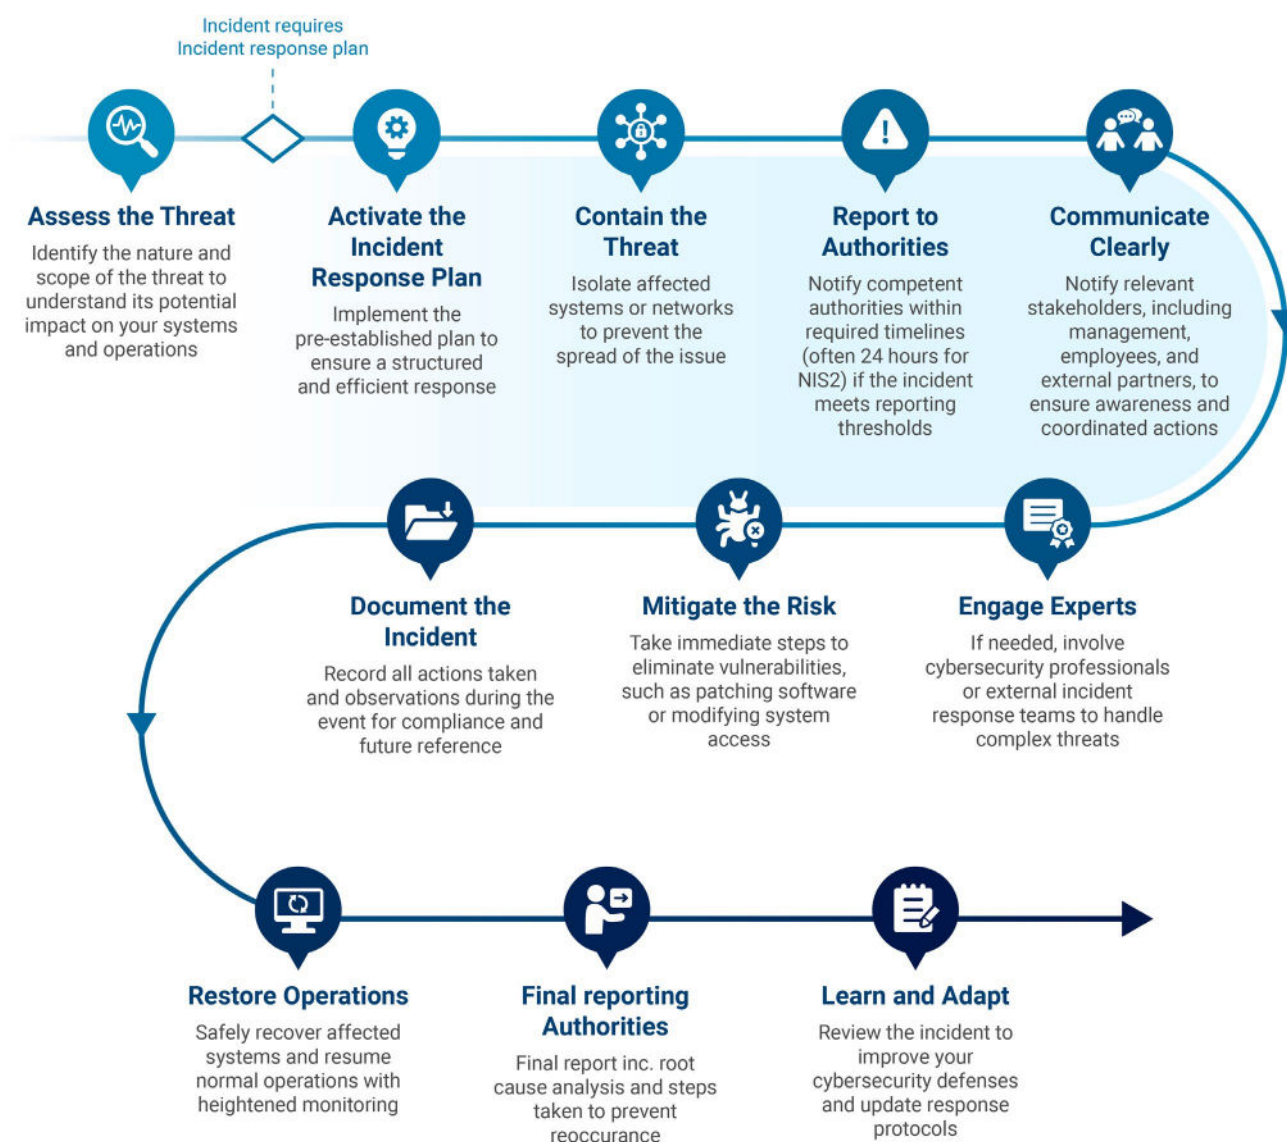 Incident requires
Incident response plan
Assess the Threat
Identify the nature and
scope of the threat to
understand its potential
impact on your systems
and operations
Activate the
Incident
Response Plan
Implement the
pre-established plan to
ensure a structured
and efficient response
Contain the
Threat
Isolate affected
systems or networks
to prevent the
spread of the issue
Report to
Authorities
Notify competent
authorities within
required timelines
(often 24 hours for
NIS2) if the incident
meets reporting
thresholds
Communicate
Clearly
Notify relevant
stakeholders, including
management,
employees, and
external partners, to
ensure awareness and
coordinated actions
Engage Experts
If needed, involve
cybersecurity professionals
or external incident
response teams to handle
complex threats
Mitigate the Risk
Take immediate steps to
eliminate vulnerabilities,
such as patching software
or modifying system
access
Document the
Incident
Record all actions taken
and observations during the
event for compliance and
future reference
Restore Operations
Safely recover affected
systems and resume
normal operations with
heightened monitoring
Final reporting
Authorities
Final report inc. root
cause analysis and steps
taken to prevent
reoccurance
Learn and Adapt
Review the incident to
improve your
cybersecurity defenses
and update response
protocols